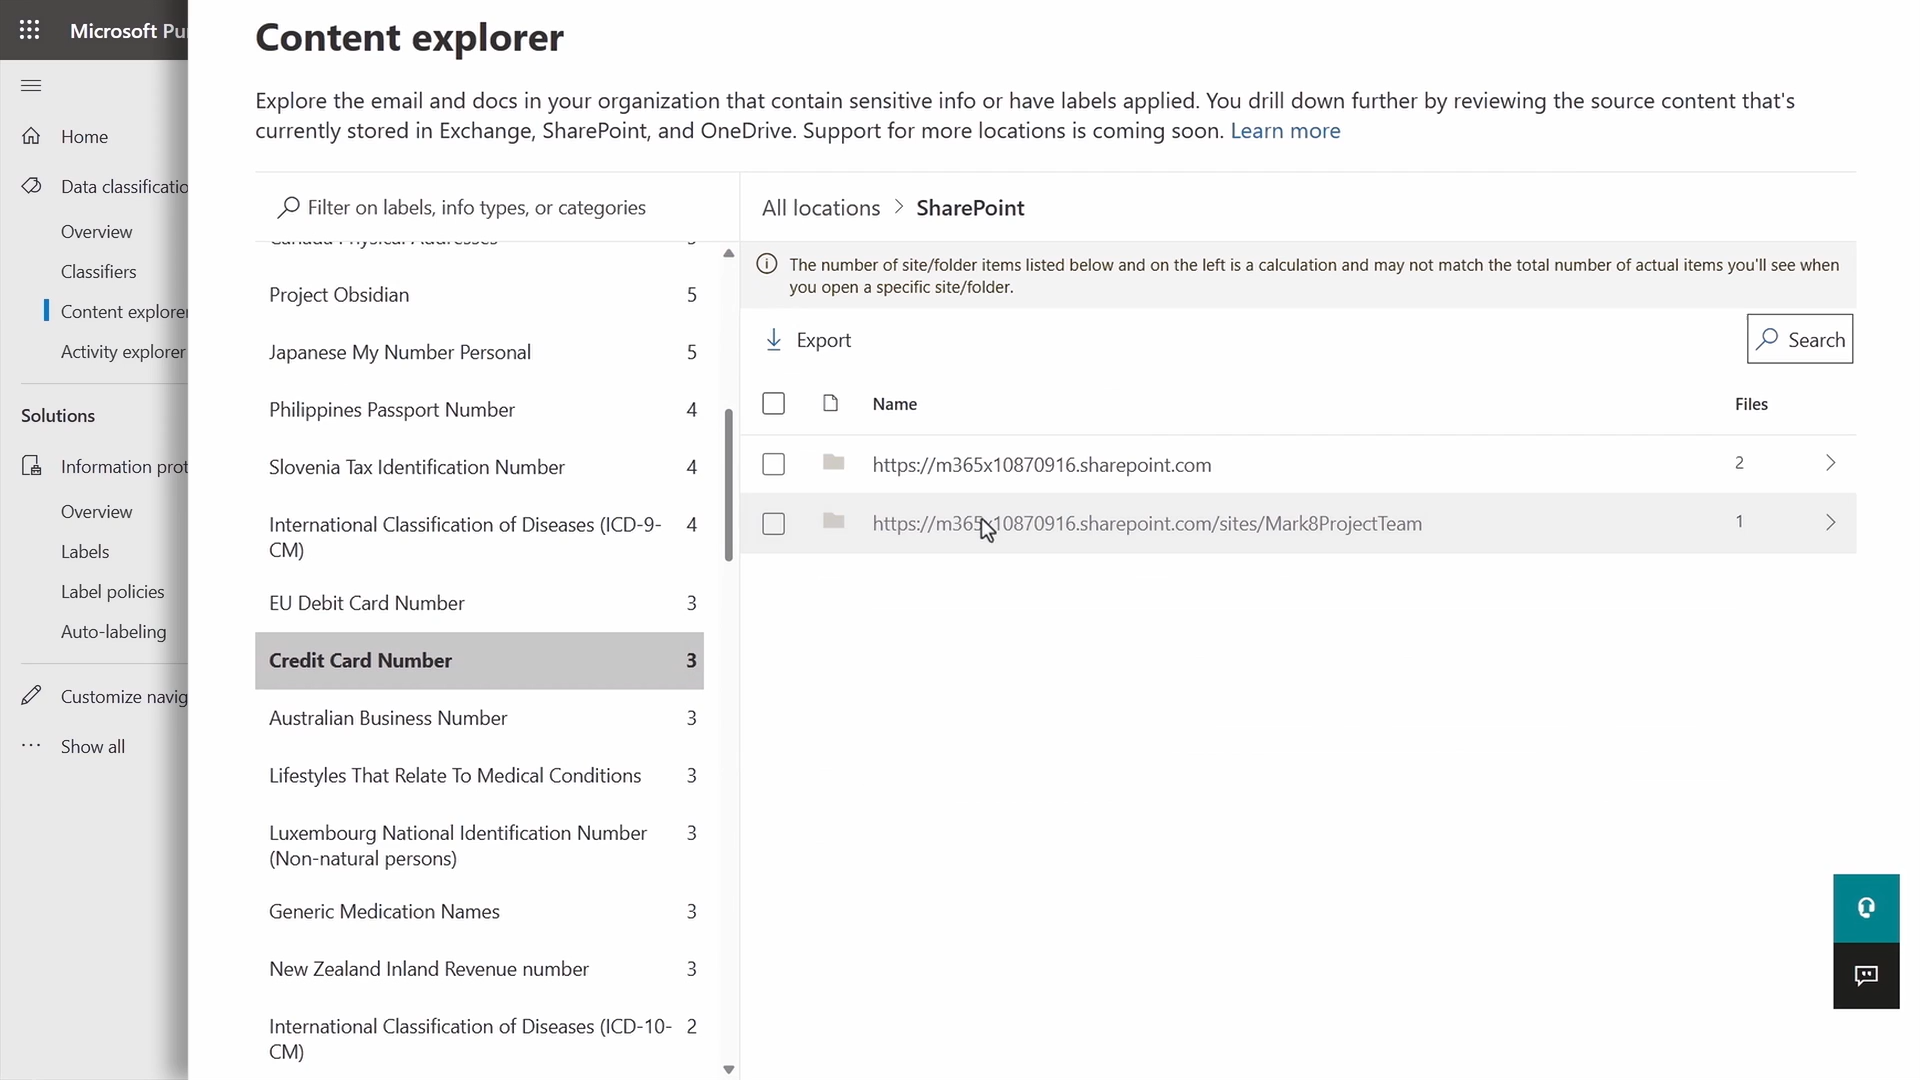 Microsoft Pu
Home
Data classificatio
Overview
Classifiers
Content explorer
Activity explorer
Solutions
Information prot
Overview
Labels
Label policies
Auto-labeling
Customize navig
Show all
Content explorer
Explore the email and docs in your organization that contain sensitive info or have labels applied. You drill down further by reviewing the source content that's
currently stored in Exchange, SharePoint, and OneDrive. Support for more locations is coming soon. Learn more
Filter on labels, info types, or categories
Canada Physical Addresses
Project Obsidian 5
Japanese My Number Personal 5
Philippines Passport Number 4
Slovenia Tax Identification Number 4
International Classification of Diseases (ICD-9- 4
CM)
EU Debit Card Number 3
Credit Card Number 3
Australian Business Number 3
Lifestyles That Relate To Medical Conditions 3
Luxembourg National Identification Number 3
(Non-natural persons)
Generic Medication Names 3
New Zealand Inland Revenue number 3
International Classification of Diseases (ICD-10- 2
CM)
All locations > SharePoint
The number of site/folder items listed below and on the left is a calculation and may not match the total number of actual items you'll see when
you open a specific site/folder.
Export
Search
Name Files
https://m365x10870916.sharepoint.com 2
https://m365x10870916.sharepoint.com/sites/Mark8ProjectTeam 1